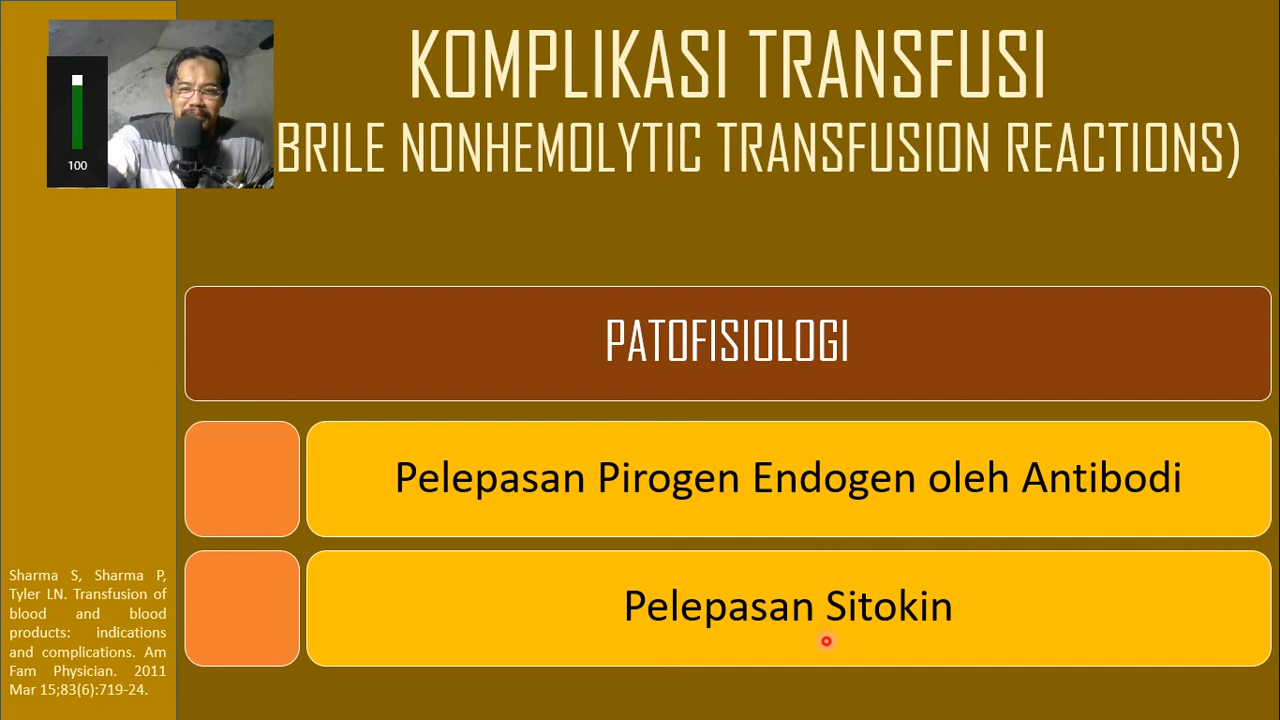 KOMPLIKASI TRANSFUSI
BRILE NONHEMOLYTIC TRANSFUSION REACTIONS)
100
PATOFISIOLOGI
Pelepasan Pirogen Endogen oleh Antibodi
Pelepasan Sitokin
Sharma S, Sharma P,
Tyler LN. Transfusion of
blood and blood
products: indications
and complications. Am
Fam Physician. 2011
Mar 15;83(6):719-24.